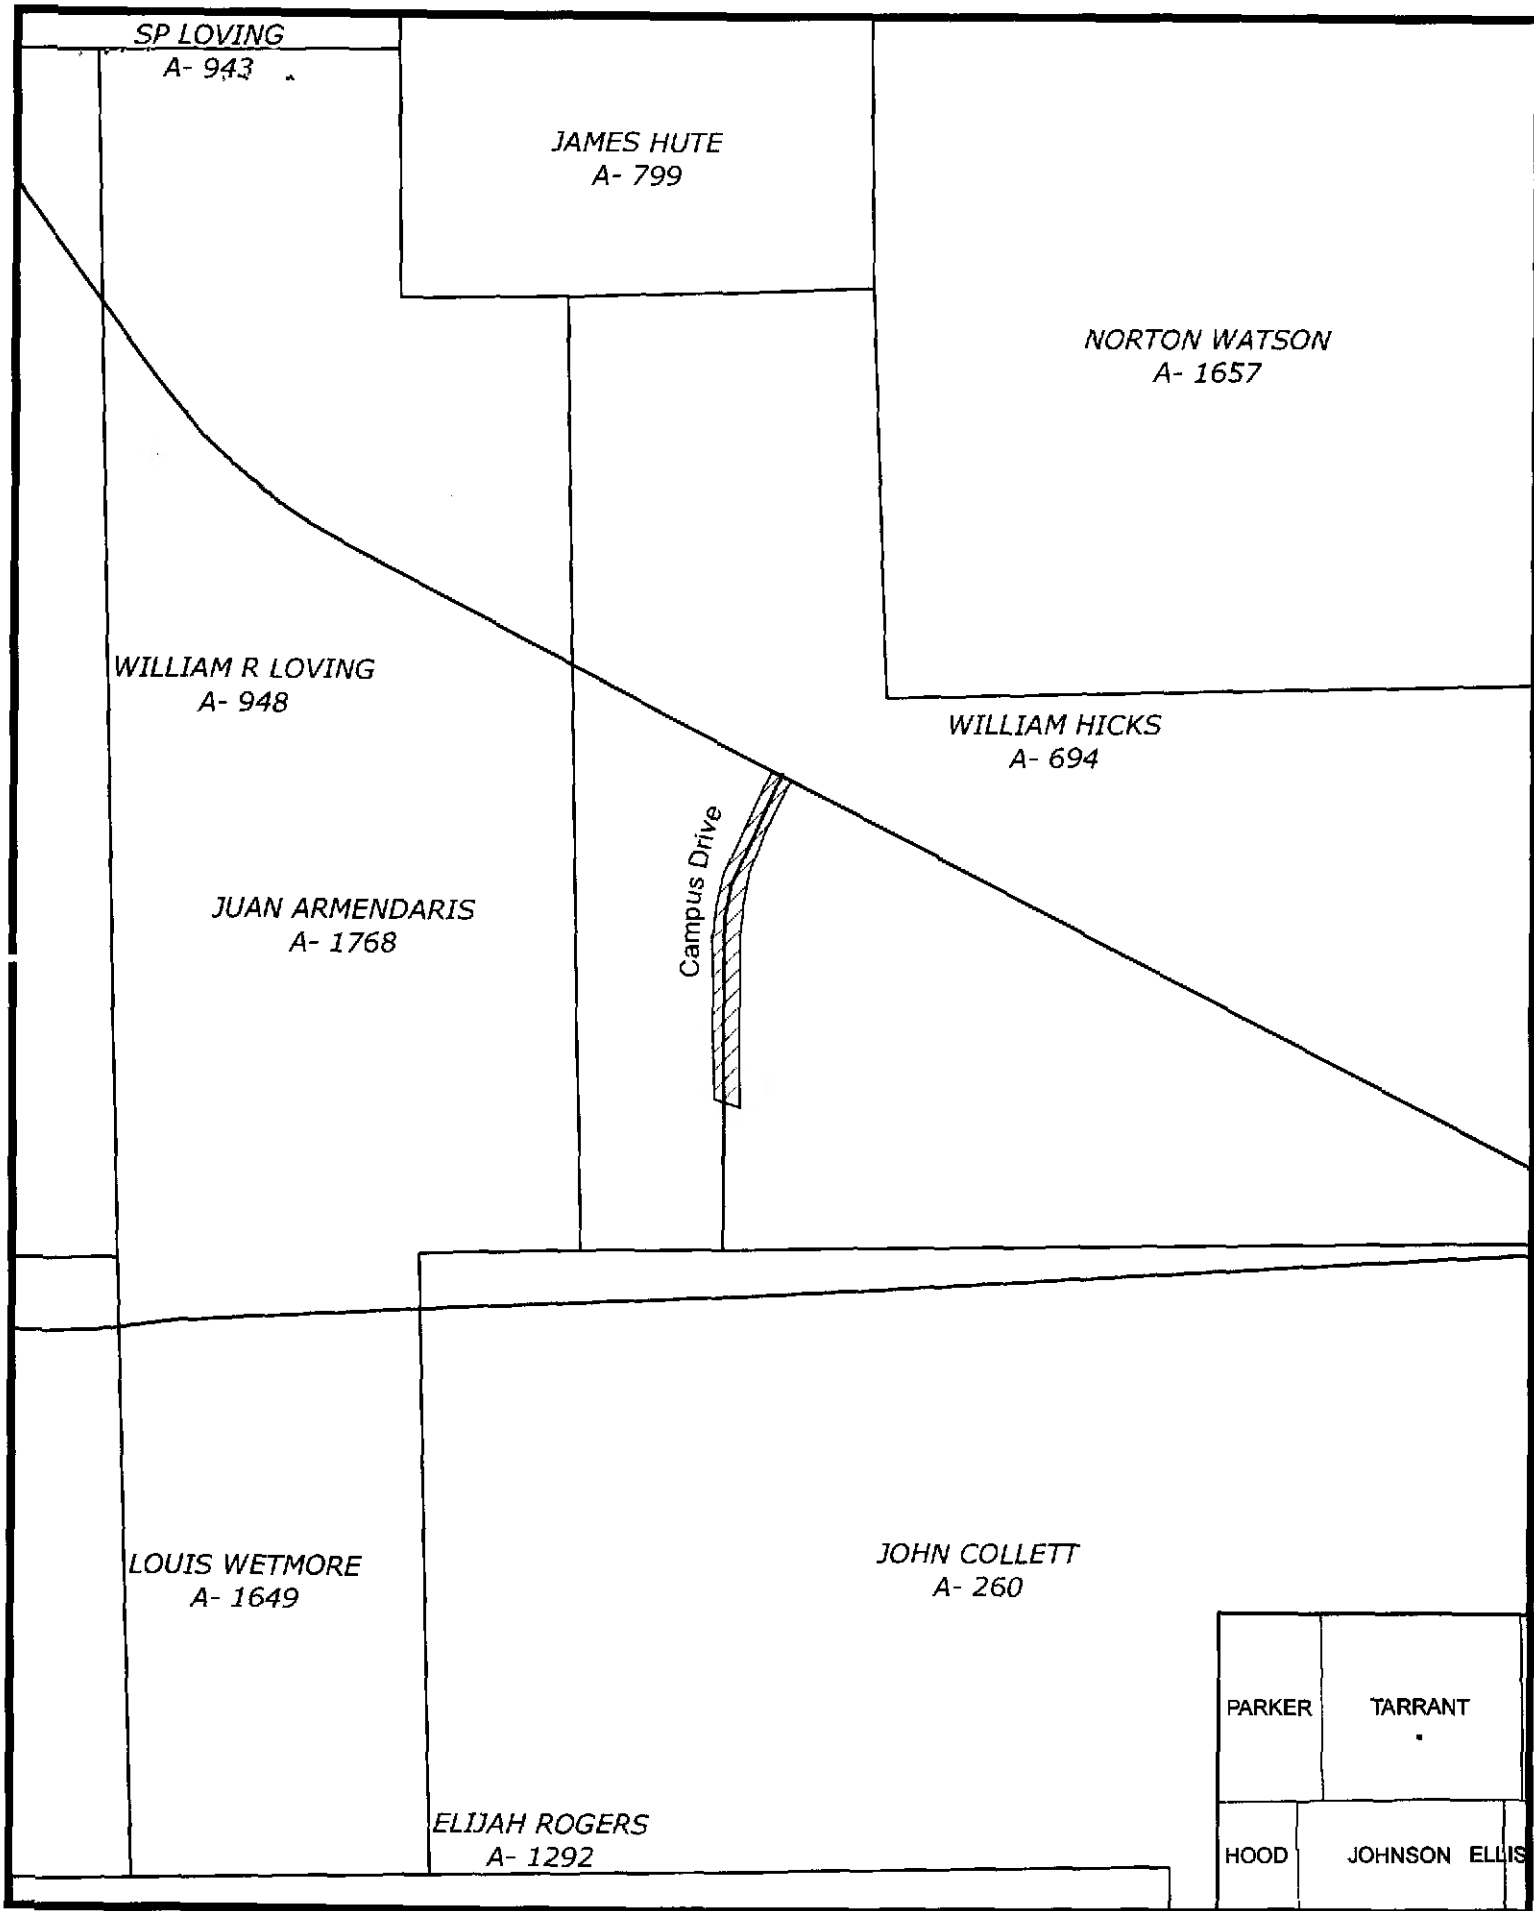 SP LOVING
A- 943
JAMES HUTE
A- 799
NORTON WATSON
A- 1657
WILLIAM R LOVING
A- 948
WILLIAM HICKS
A- 694
Campus Drive
JUAN ARMENDARIS
A- 1768
LOUIS WETMORE
A- 1649
JOHN COLLETT
A- 260
PARKER TARRANT
ELIJAH ROGERS
A- 1292
HOOD JOHNSON ELLIS